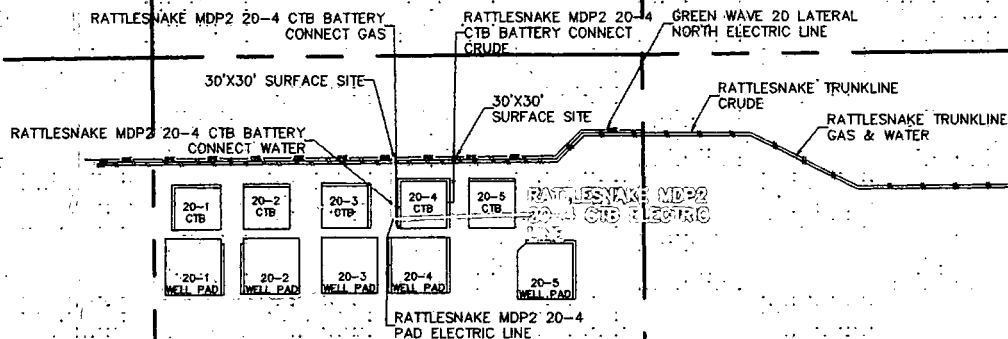 RATTLESNAKE MDP2 20-4 CTB BATTERY
CONNECT GAS
RATTLESNAKE MDP2 20-4
CTB BATTERY CONNECT
CRUDE
GREEN WAVE 20 LATERAL
NORTH ELECTRIC LINE
30'X30' SURFACE SITE
30'X30'
SURFACE SITE
RATTLESNAKE TRUNKLINE
CRUDE
RATTLESNAKE TRUNKLINE
GAS & WATER
RATTLESNAKE MDP2 20-4 CTB BATTERY
CONNECT WATER
20-1
CTB
20-2
CTB
20-3
CTB
20-4
CTB
20-5
CTB
RATTLESNAKE MDP2
20-4 CTB ELECTRIC
LINE
20-1
WELL PAD
20-2
WELL PAD
20-3
WELL PAD
20-4
WELL PAD
20-5
WELL PAD
RATTLESNAKE MDP2 20-4
PAD ELECTRIC LINE